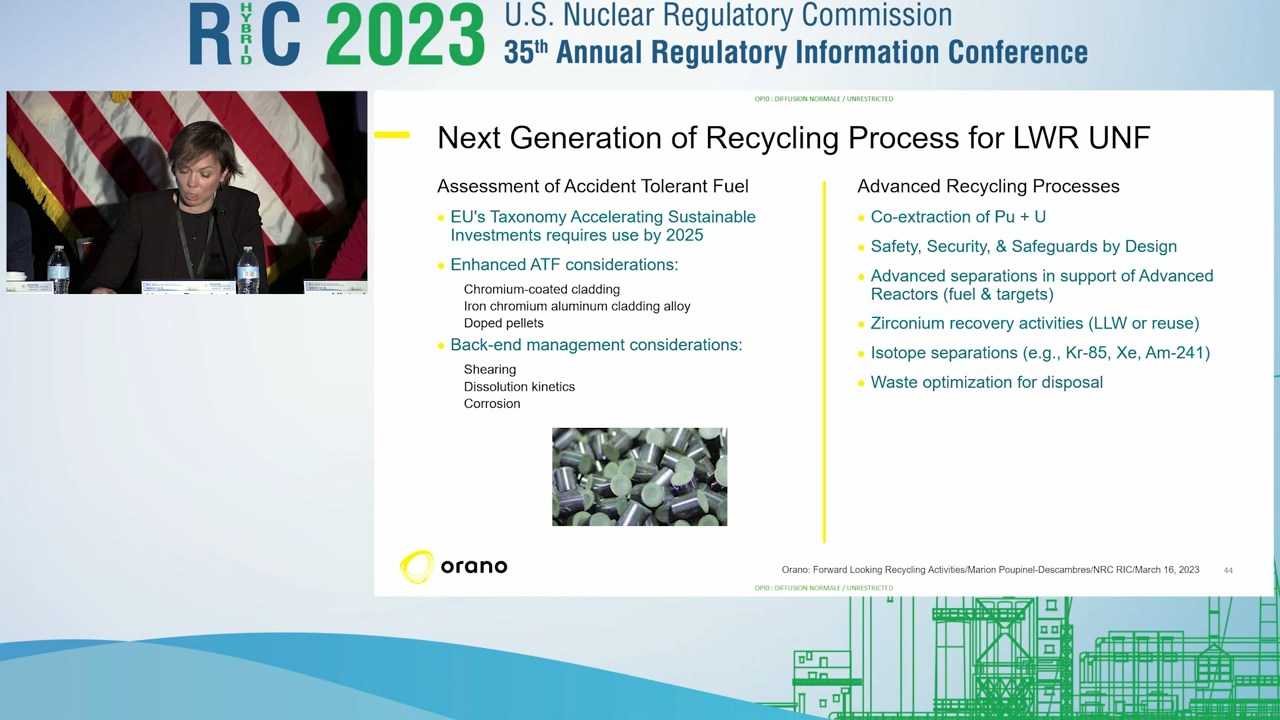 RIC 2023
HYBRID
U.S. Nuclear Regulatory Commission
35th Annual Regulatory Information Conference
OPI0 : DIFFUSION NORMALE / UNRESTRICTED
Next Generation of Recycling Process for LWR UNF
Assessment of Accident Tolerant Fuel
• EU's Taxonomy Accelerating Sustainable
Investments requires use by 2025
• Enhanced ATF considerations:
Chromium-coated cladding
Iron chromium aluminum cladding alloy
Doped pellets
• Back-end management considerations:
Shearing
Dissolution kinetics
Corrosion
Advanced Recycling Processes
• Co-extraction of Pu + U
• Safety, Security, & Safeguards by Design
• Advanced separations in support of Advanced
Reactors (fuel & targets)
• Zirconium recovery activities (LLW or reuse)
• Isotope separations (e.g., Kr-85, Xe, Am-241)
• Waste optimization for disposal
orano
Orano: Forward Looking Recycling Activities/Marion Poupinel-Descambres/NRC RIC/March 16, 2023
44
OPI0 : DIFFUSION NORMALE / UNRESTRICTED